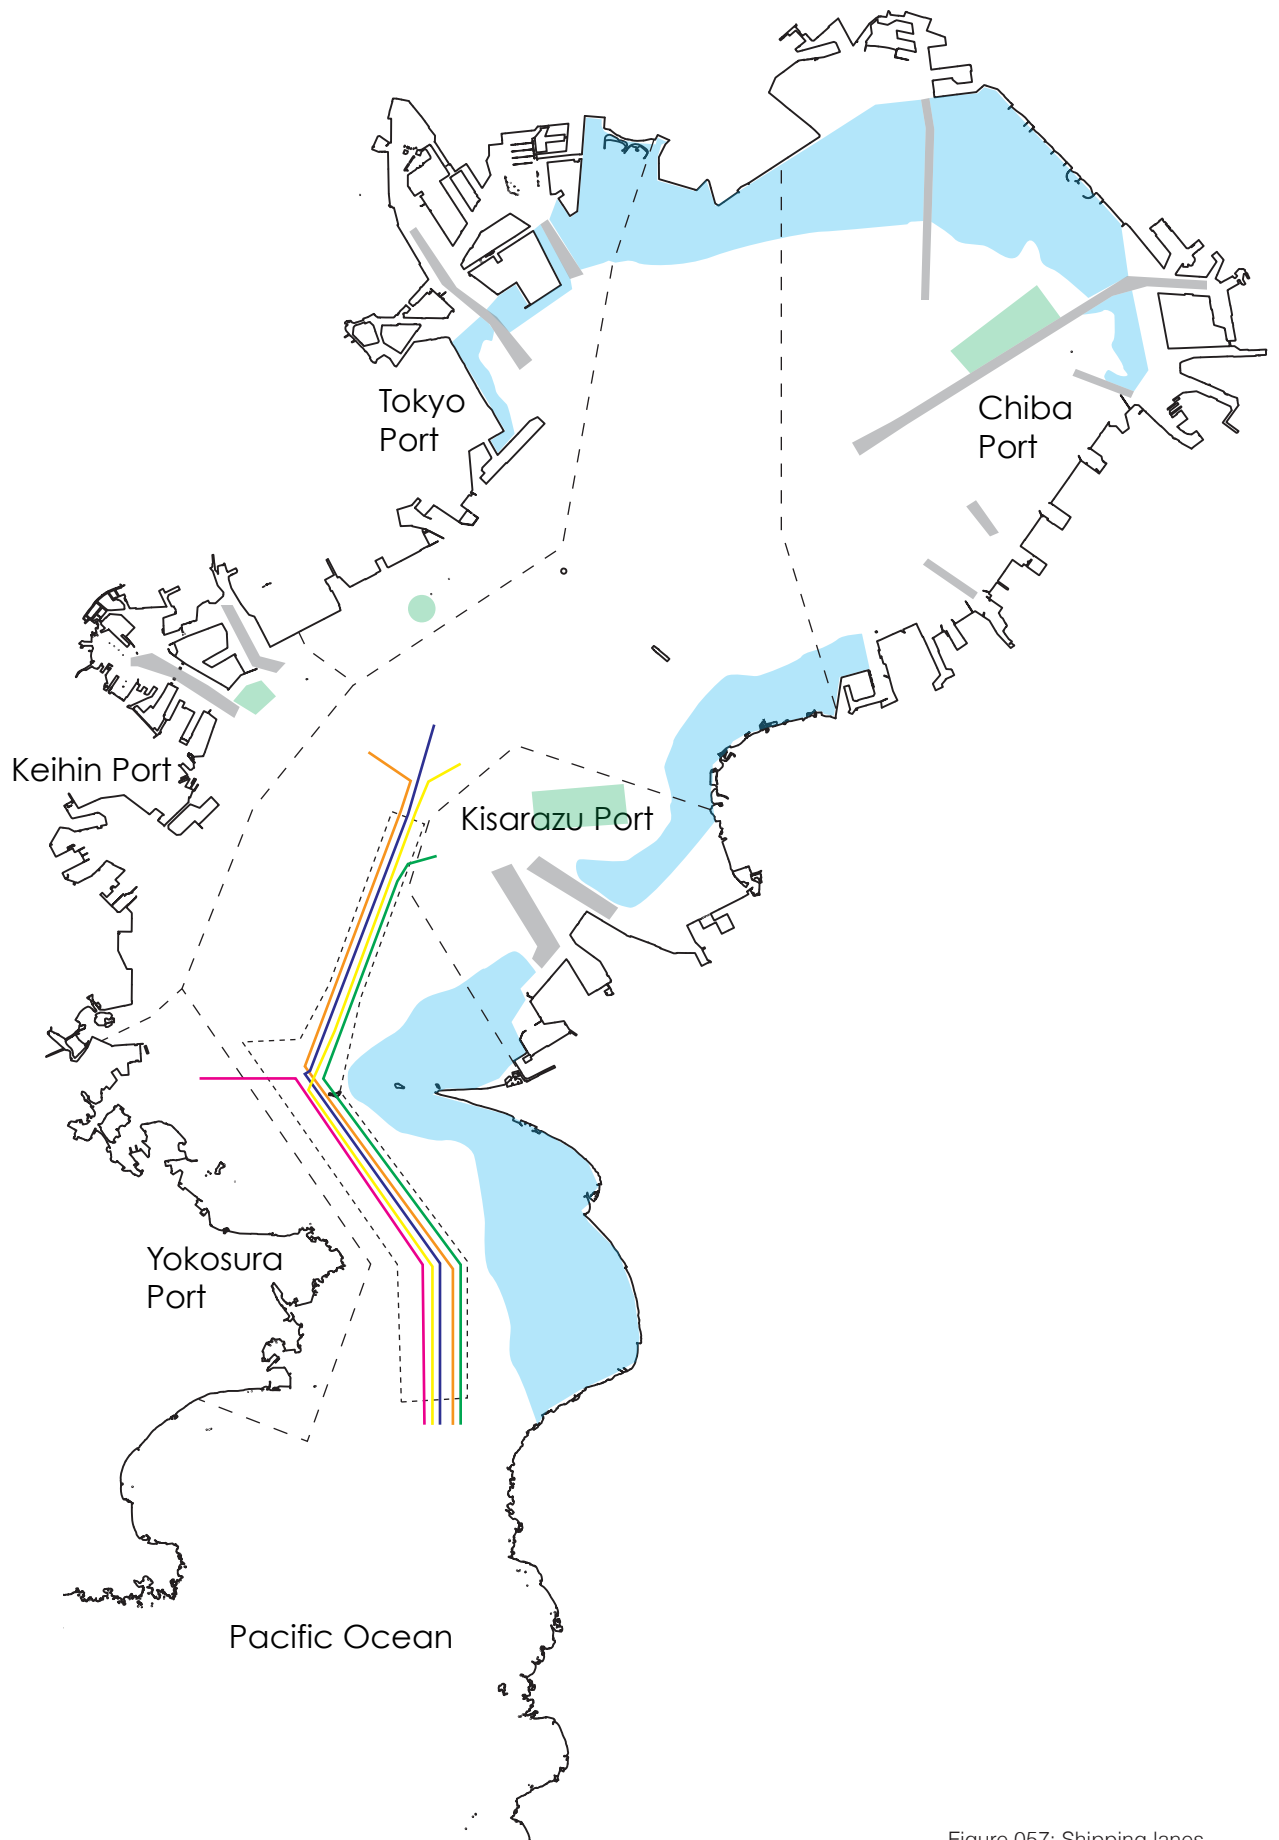 Tokyo
Port
Chiba
Port
Keihin Port
Kisarazu Port
Yokosura
Port
Pacific Ocean
Figure 057: Shipping lanes